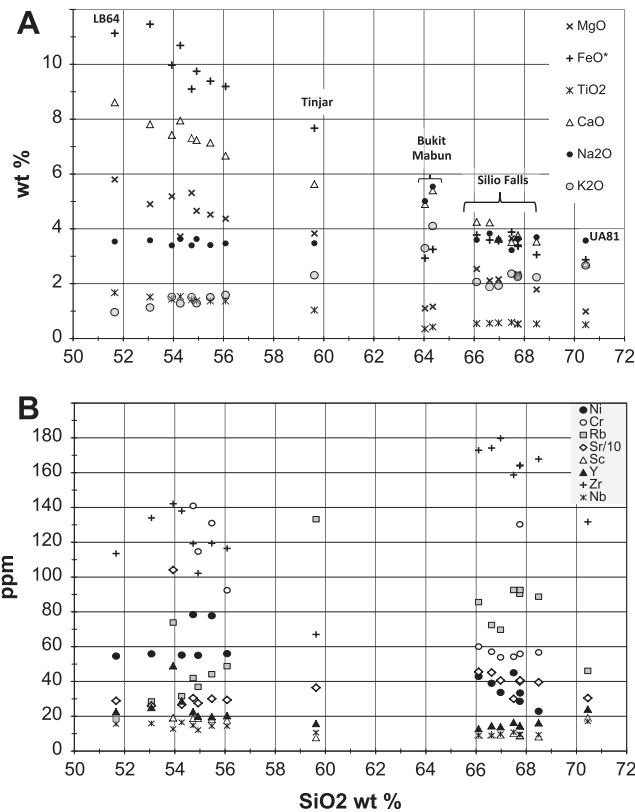 A
LB64
Tinjar
Bukit
Mabun
Silio Falls
UA81
MgO
FeO*
TiO2
CaO
Na2O
K2O
wt %
10
8
6
4
2
0
50 52 54 56 58 60 62 64 66 68 70 72
B
Ni
Cr
Rb
Sr/10
Sc
Y
Zr
Nb
ppm
180
160
140
120
100
80
60
40
20
0
50 52 54 56 58 60 62 64 66 68 70 72
SiO2 wt %